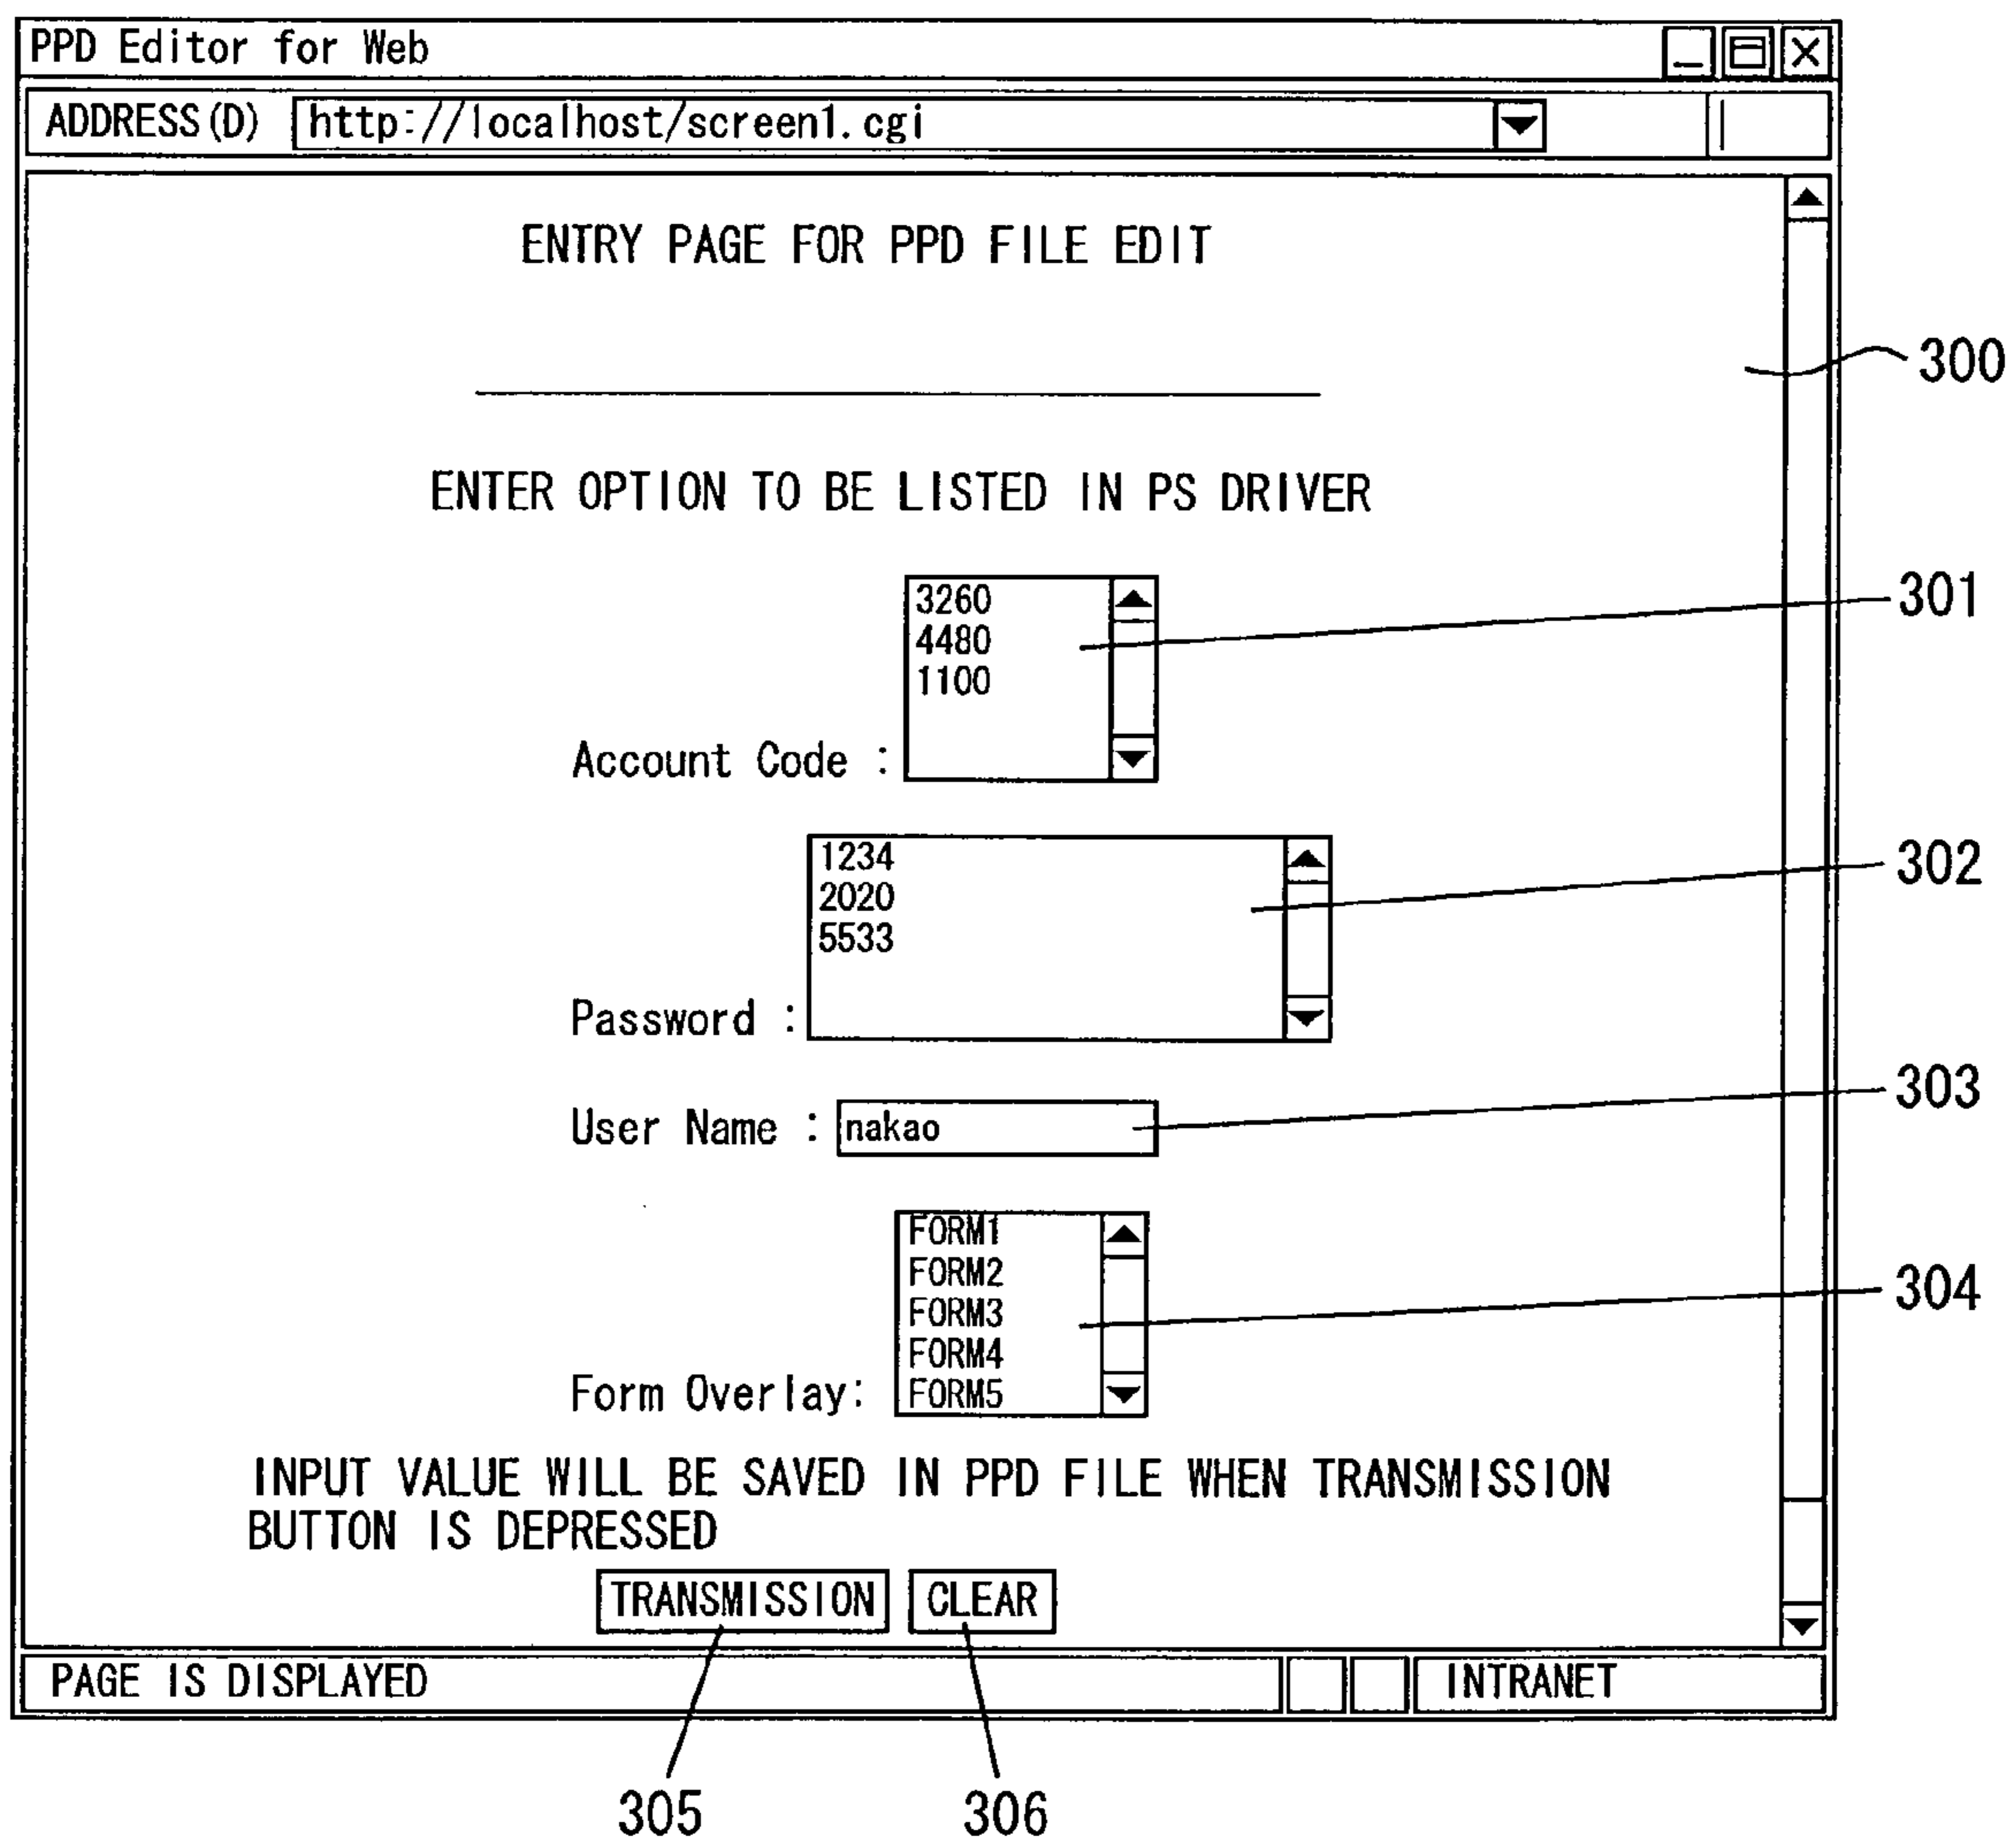 PPD Editor for Web
ADDRESS(D) http://localhost/screen1.cgi
ENTRY PAGE FOR PPD FILE EDIT
300
ENTER OPTION TO BE LISTED IN PS DRIVER
3260
4480
1100
301
Account Code :
1234
2020
5533
302
Password :
User Name : nakao
303
FORM1
FORM2
FORM3
FORM4
FORM5
304
Form Overlay:
INPUT VALUE WILL BE SAVED IN PPD FILE WHEN TRANSMISSION
BUTTON IS DEPRESSED
TRANSMISSION CLEAR
PAGE IS DISPLAYED INTRANET
305 306